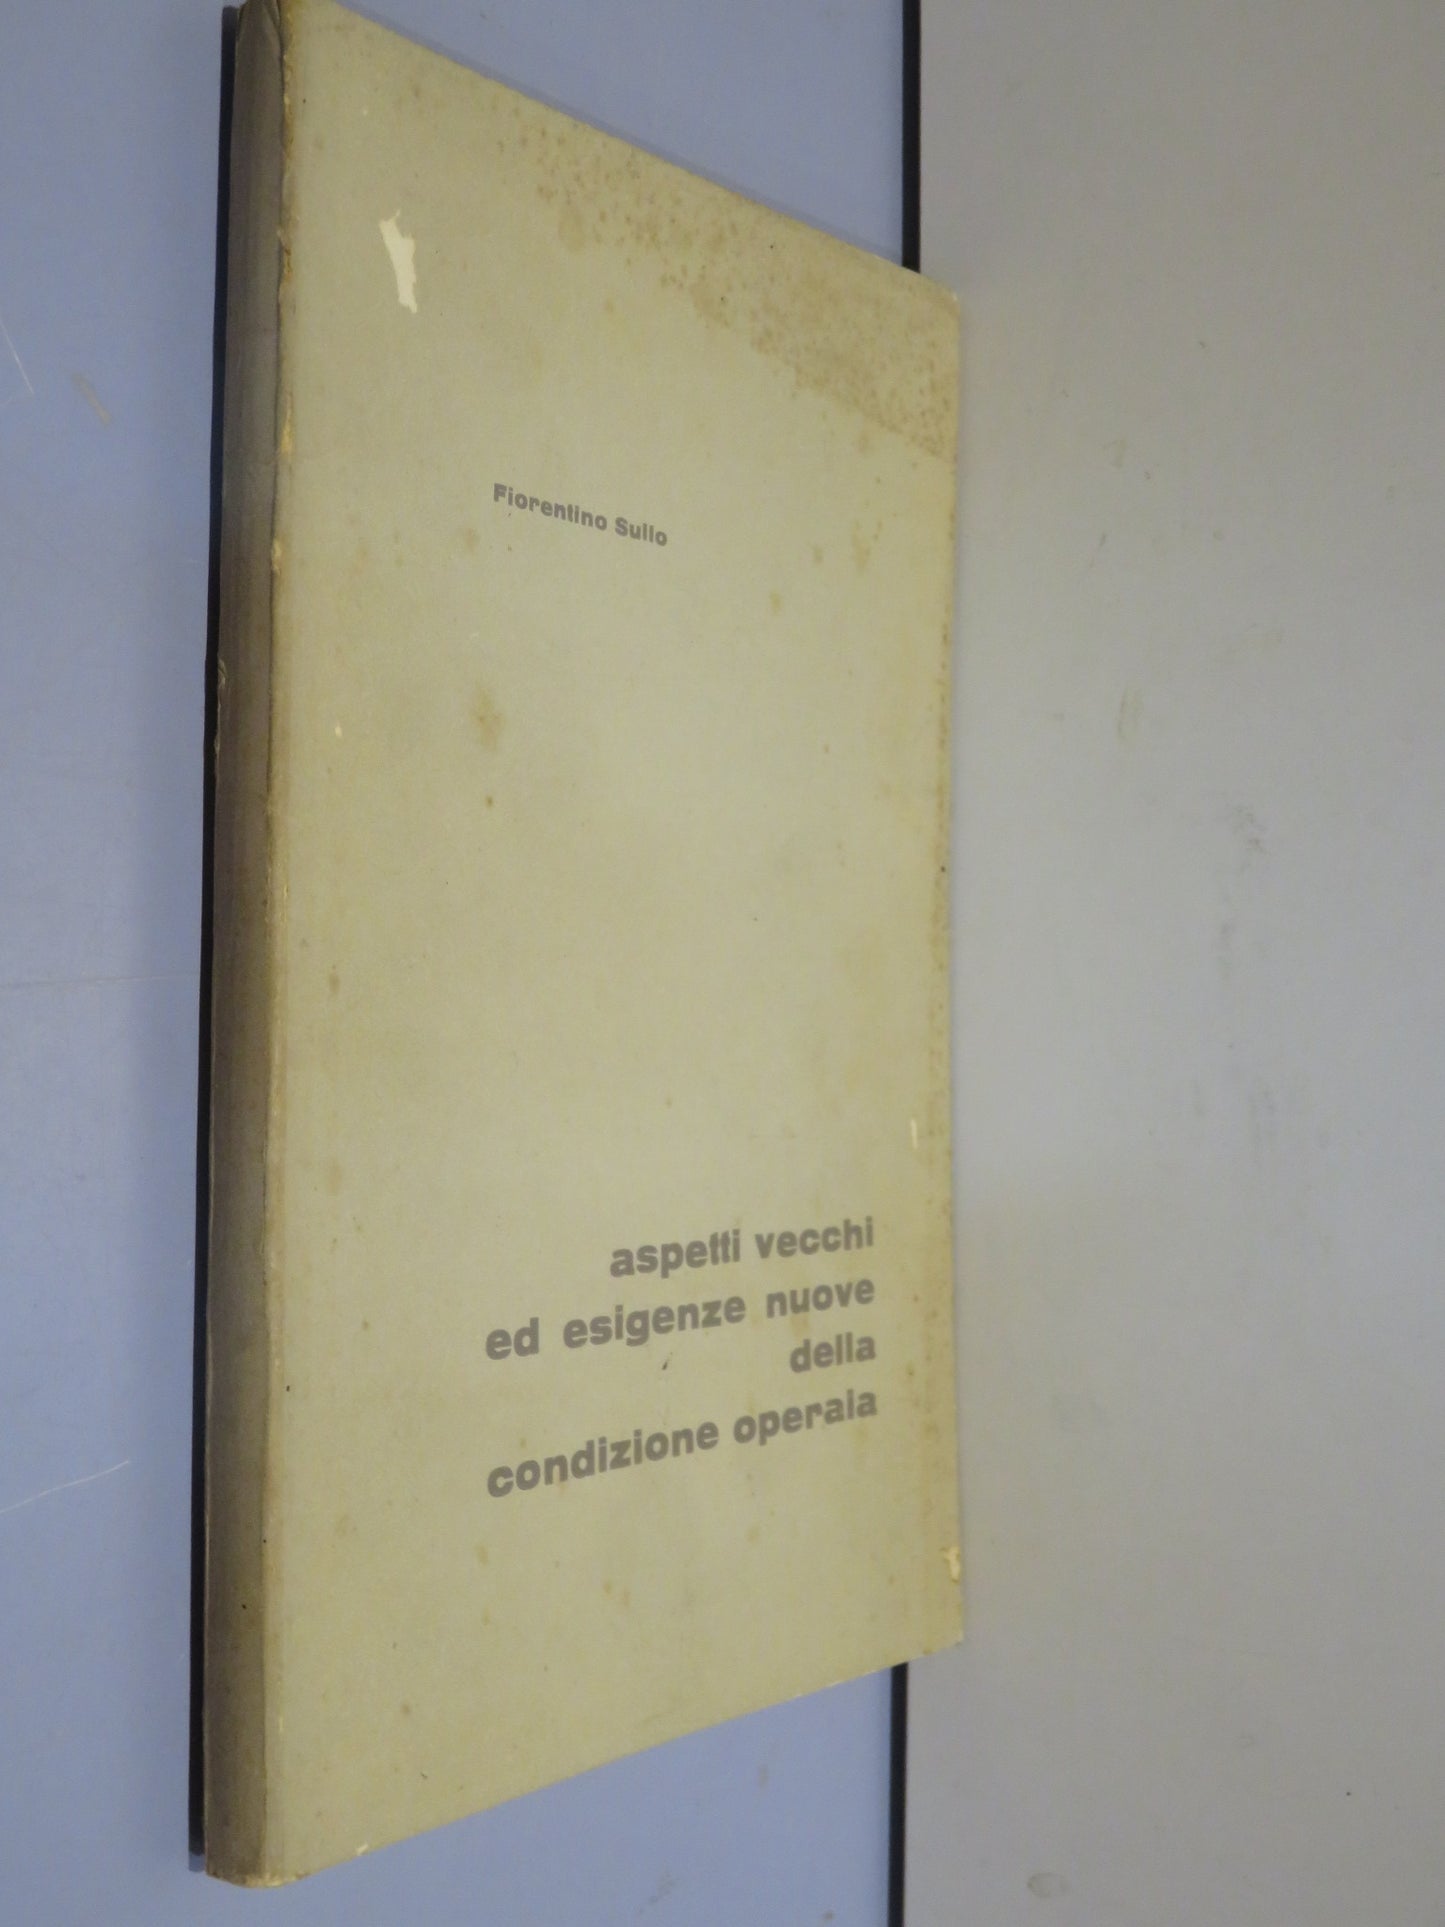 Fiorentino Sullo
aspetti vecchi
ed esigenze nuove
della
condizione operaia